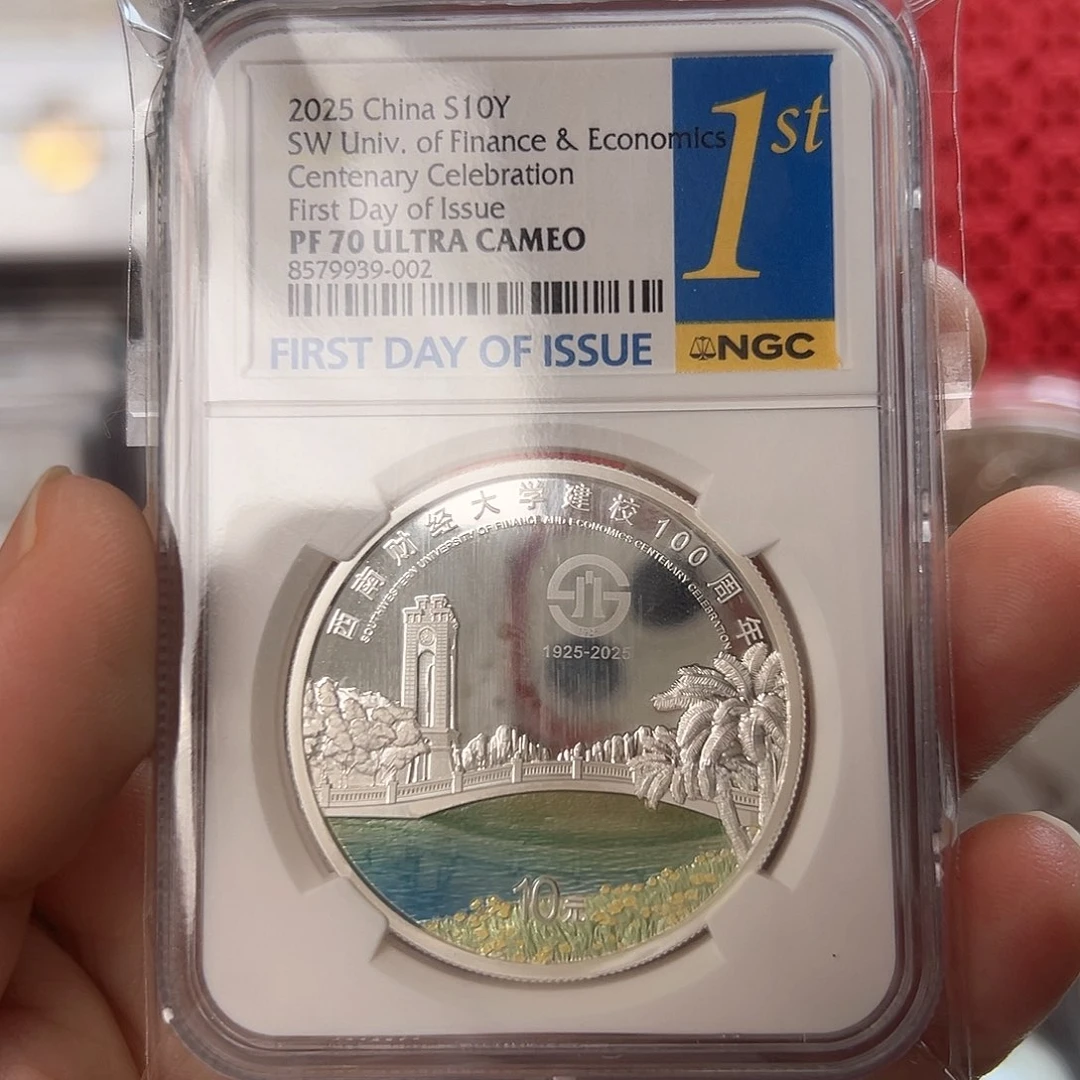 2025 China S10Y
SW Univ. of Finance & Economics
Centenary Celebration
First Day of Issue
PF 70 ULTRA CAMEO
8579939-002
FIRST DAY OF ISSUE
1st
NGC
西南财经大学建校100周年
SOUTHWESTERN UNIVERSITY OF FINANCE AND ECONOMICS CENTENARY CELEBRATION
1925-2025
10元